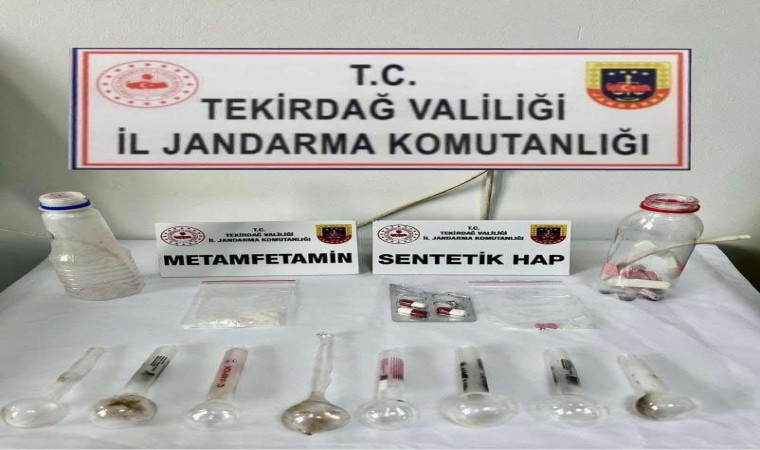 T.C.
TEKİRDAĞ VALİLİĞİ
İL JANDARMA KOMUTANLIĞI
T.C.
TEKİRDAĞ VALİLİĞİ
İL JANDARMA KOMUTANLIĞI
METAMFETAMİN
T.C.
TEKİRDAĞ VALİLİĞİ
İL JANDARMA KOMUTANLIĞI
SENTETİK HAP